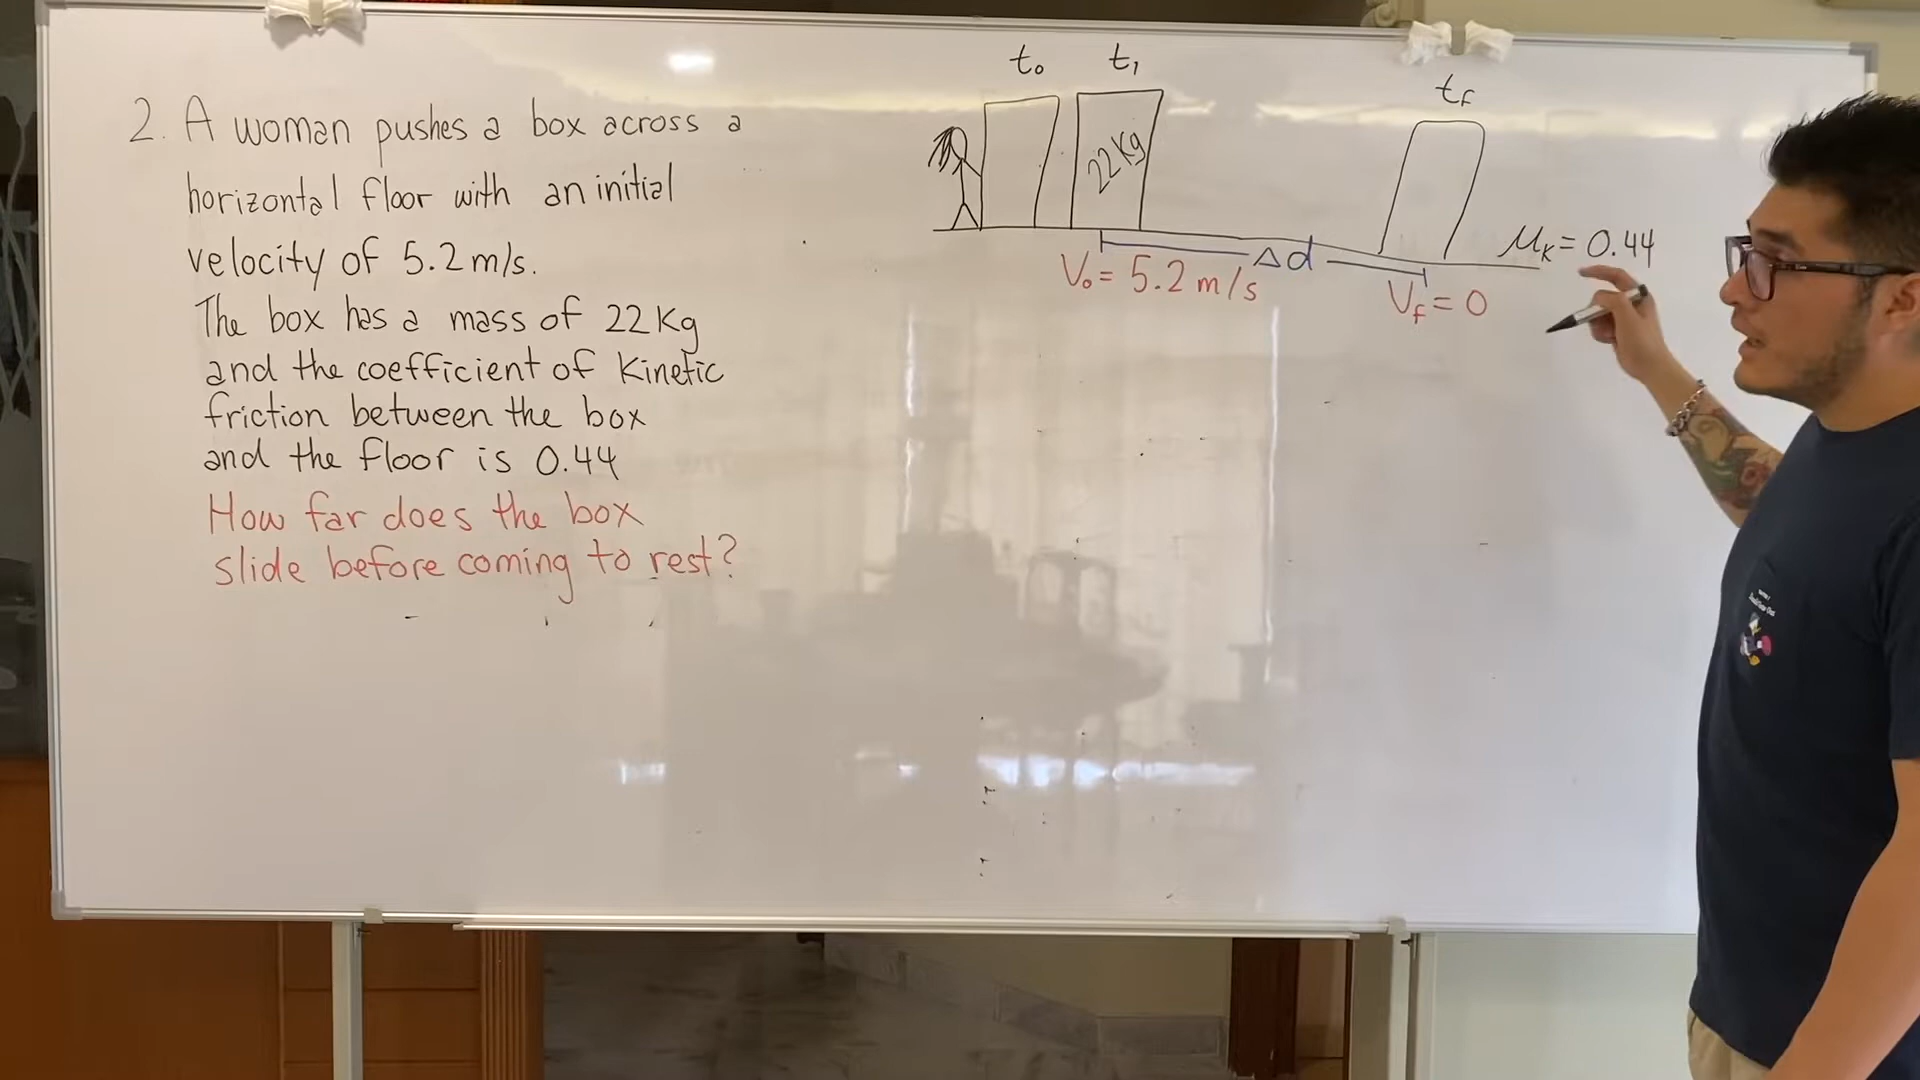 2. A woman pushes a box across a
horizontal floor with an initial
velocity of 5.2 m/s.
The box has a mass of 22 Kg
and the coefficient of Kinetic
friction between the box
and the floor is 0.44
How far does the box
slide before coming to rest?
t₀ t₁
t_f
22 Kg
μ_K = 0.44
Δd
V₀ = 5.2 m/s
V_f = 0